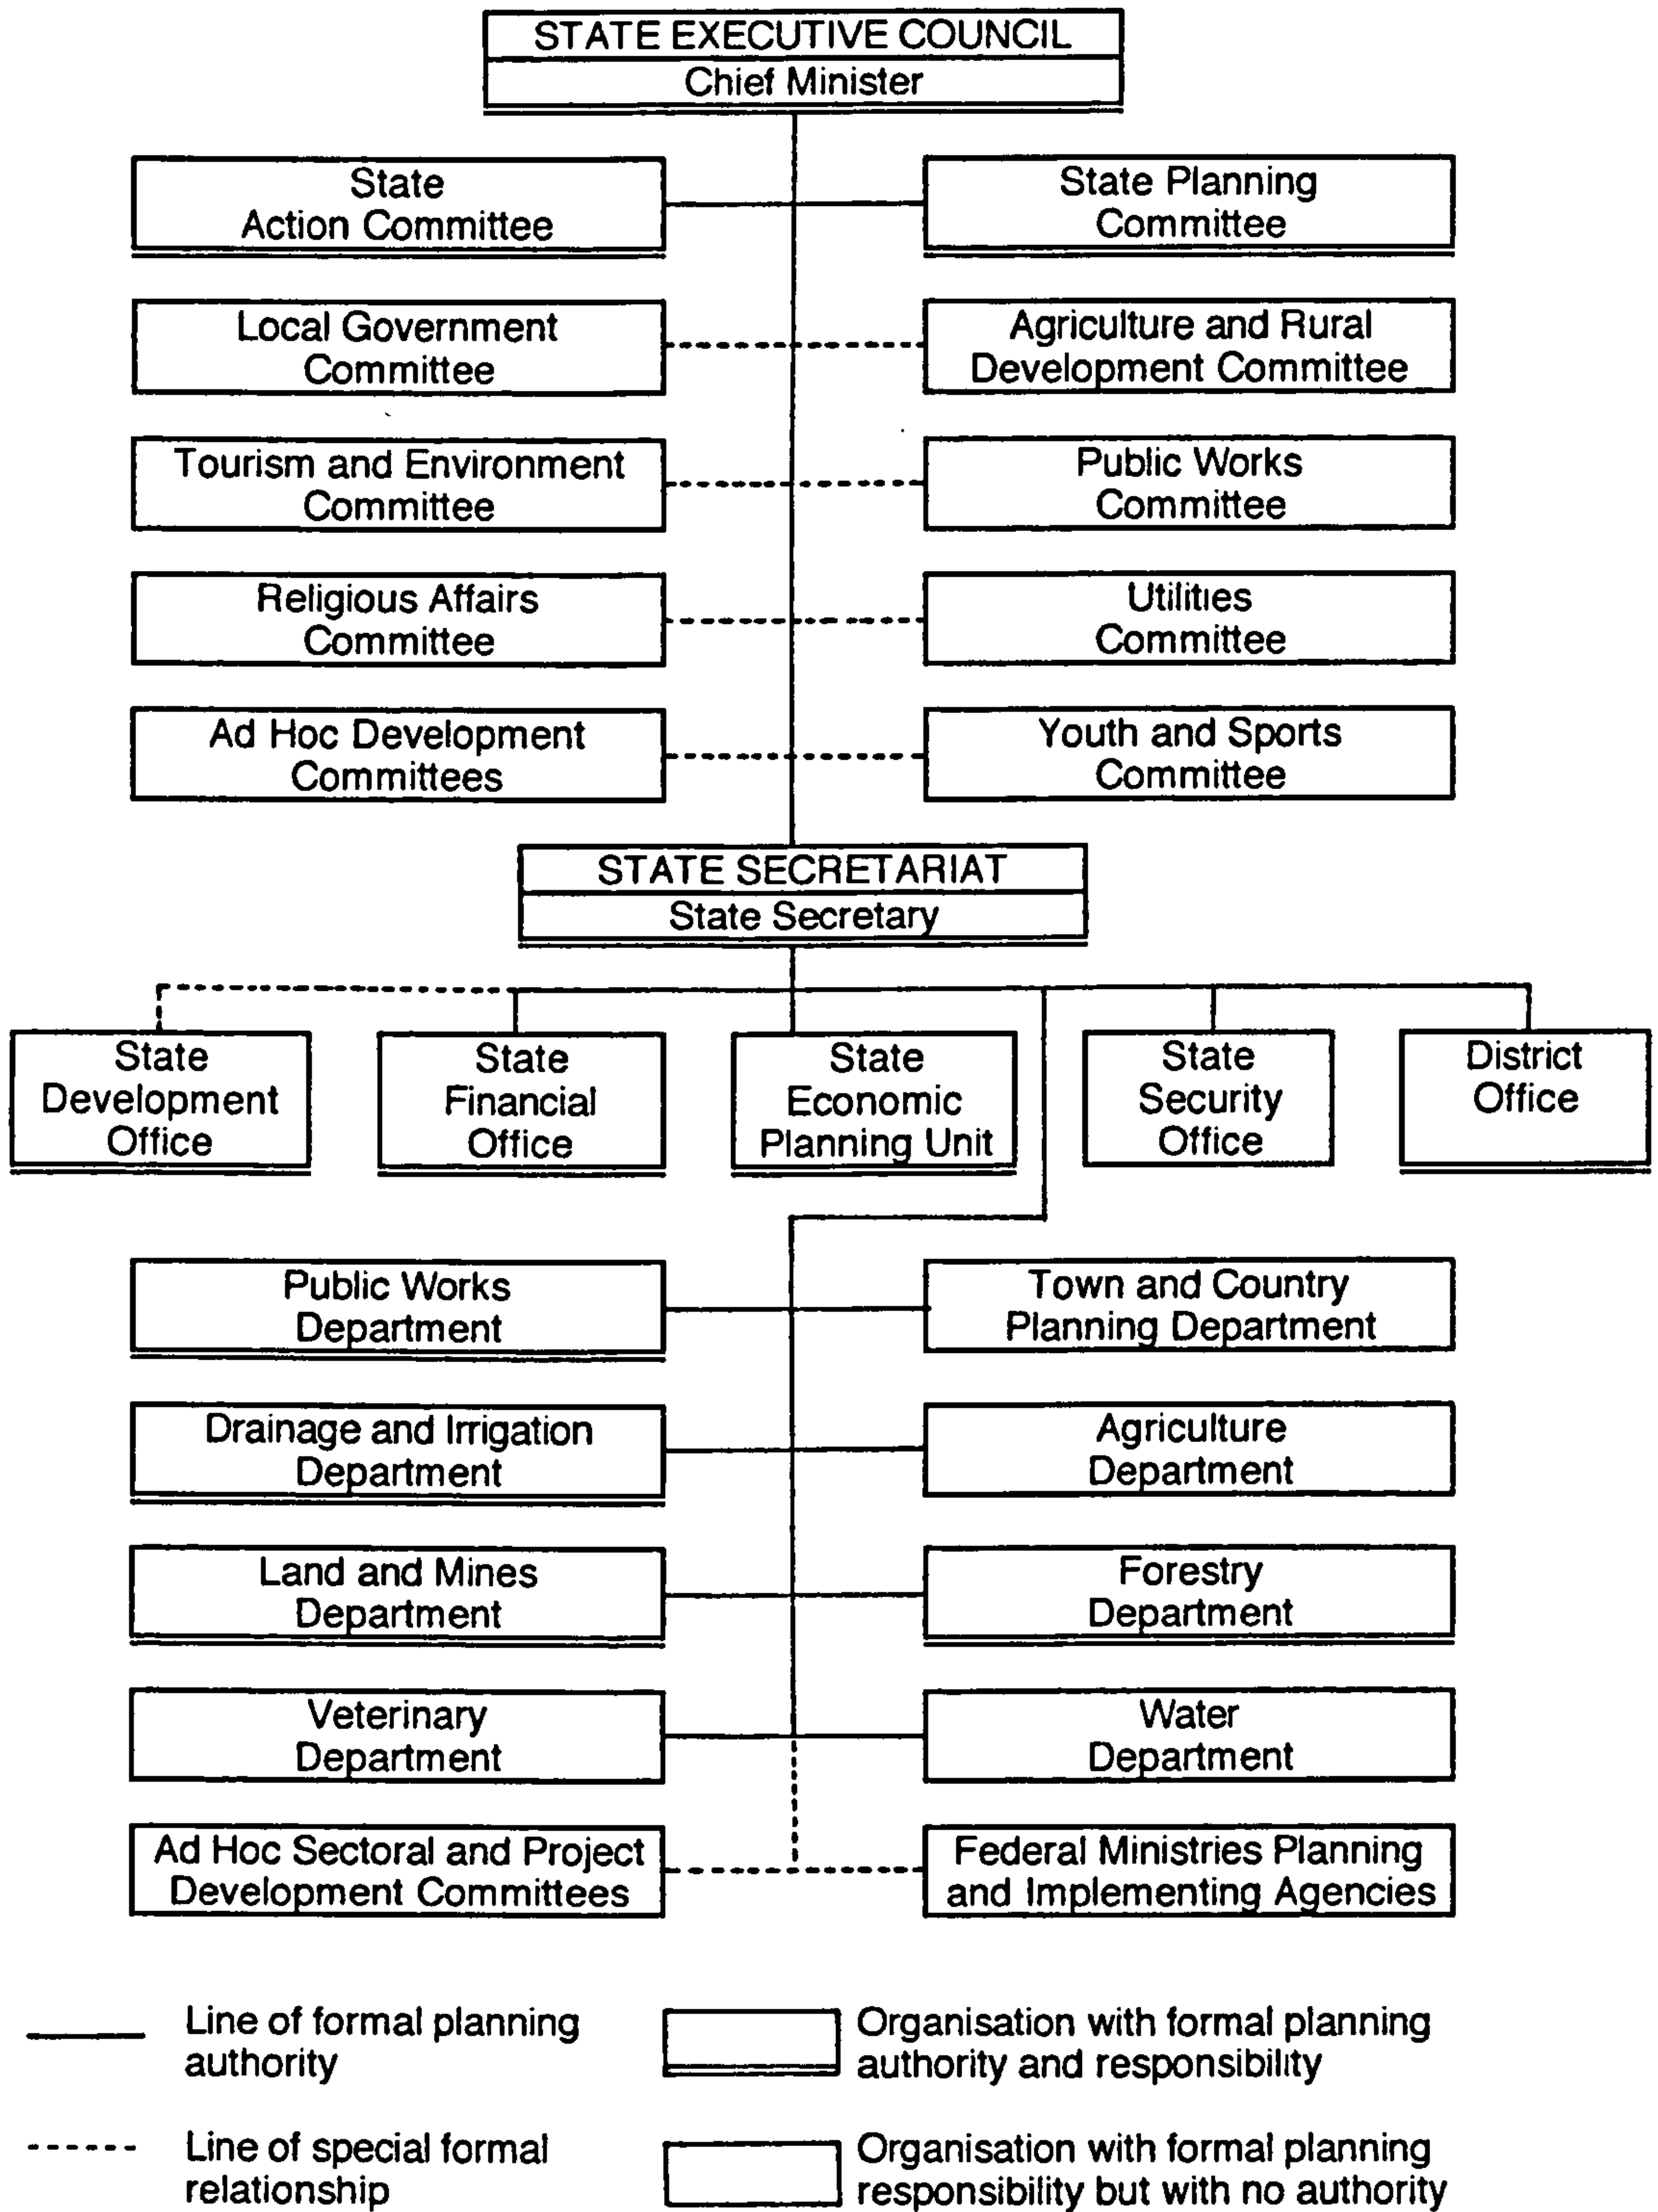 STATE EXECUTIVE COUNCIL
Chief Minister
State
Action Committee
State Planning
Committee
Local Government
Committee
Agriculture and Rural
Development Committee
Tourism and Environment
Committee
Public Works
Committee
Religious Affairs
Committee
Utilities
Committee
Ad Hoc Development
Committees
Youth and Sports
Committee
STATE SECRETARIAT
State Secretary
State
Development
Office
State
Financial
Office
State
Economic
Planning Unit
State
Security
Office
District
Office
Public Works
Department
Town and Country
Planning Department
Drainage and Irrigation
Department
Agriculture
Department
Land and Mines
Department
Forestry
Department
Veterinary
Department
Water
Department
Ad Hoc Sectoral and Project
Development Committees
Federal Ministries Planning
and Implementing Agencies
Line of formal planning
authority
Organisation with formal planning
authority and responsibility
Line of special formal
relationship
Organisation with formal planning
responsibility but with no authority